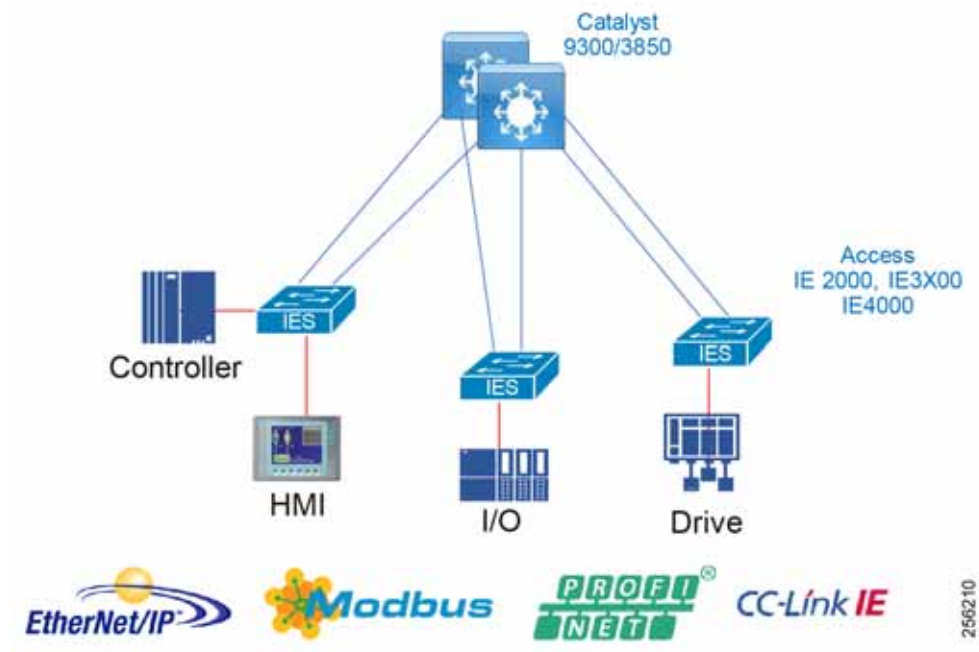 Catalyst
9300/3850
Access
IE 2000, IE3X00
IE4000
IES
Controller
HMI
IES
I/O
IES
Drive
EtherNet/IP™
Modbus
PROFI®
NET
CC-Link IE
256210